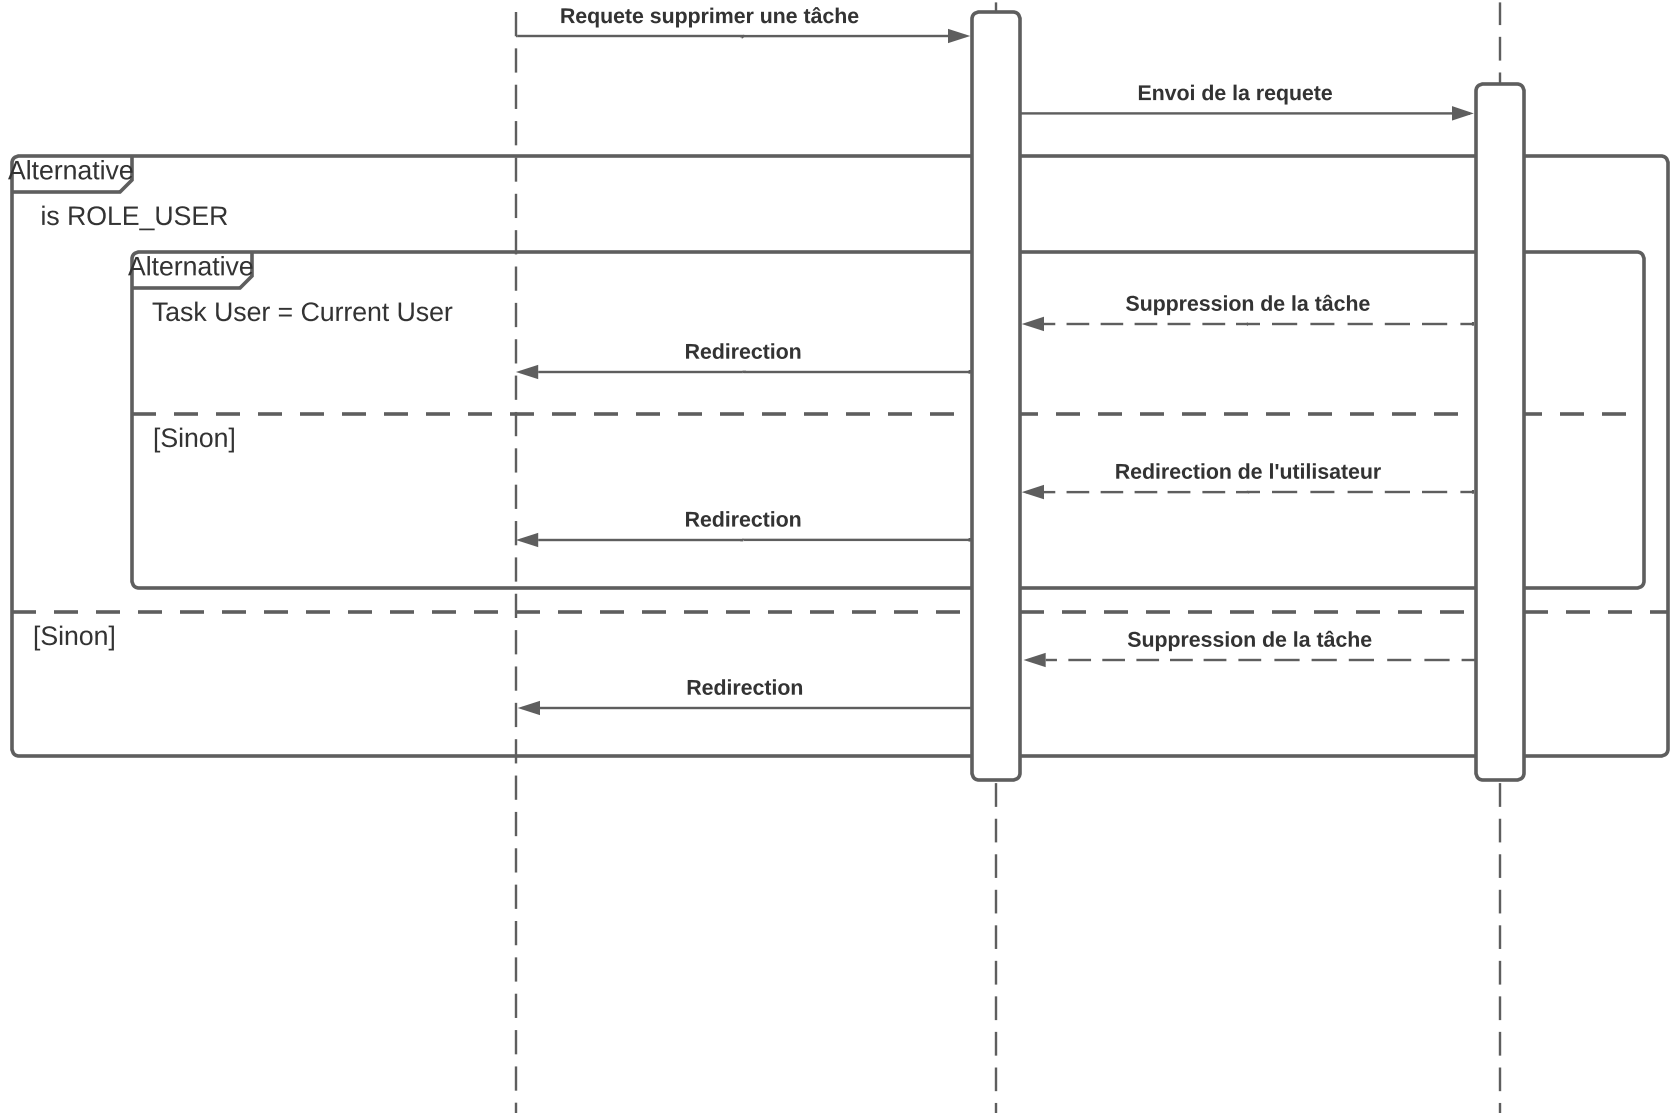 Requete supprimer une tâche
Envoi de la requete
Alternative
is ROLE_USER
Alternative
Task User = Current User
Suppression de la tâche
Redirection
[Sinon]
Redirection de l'utilisateur
Redirection
[Sinon]
Suppression de la tâche
Redirection